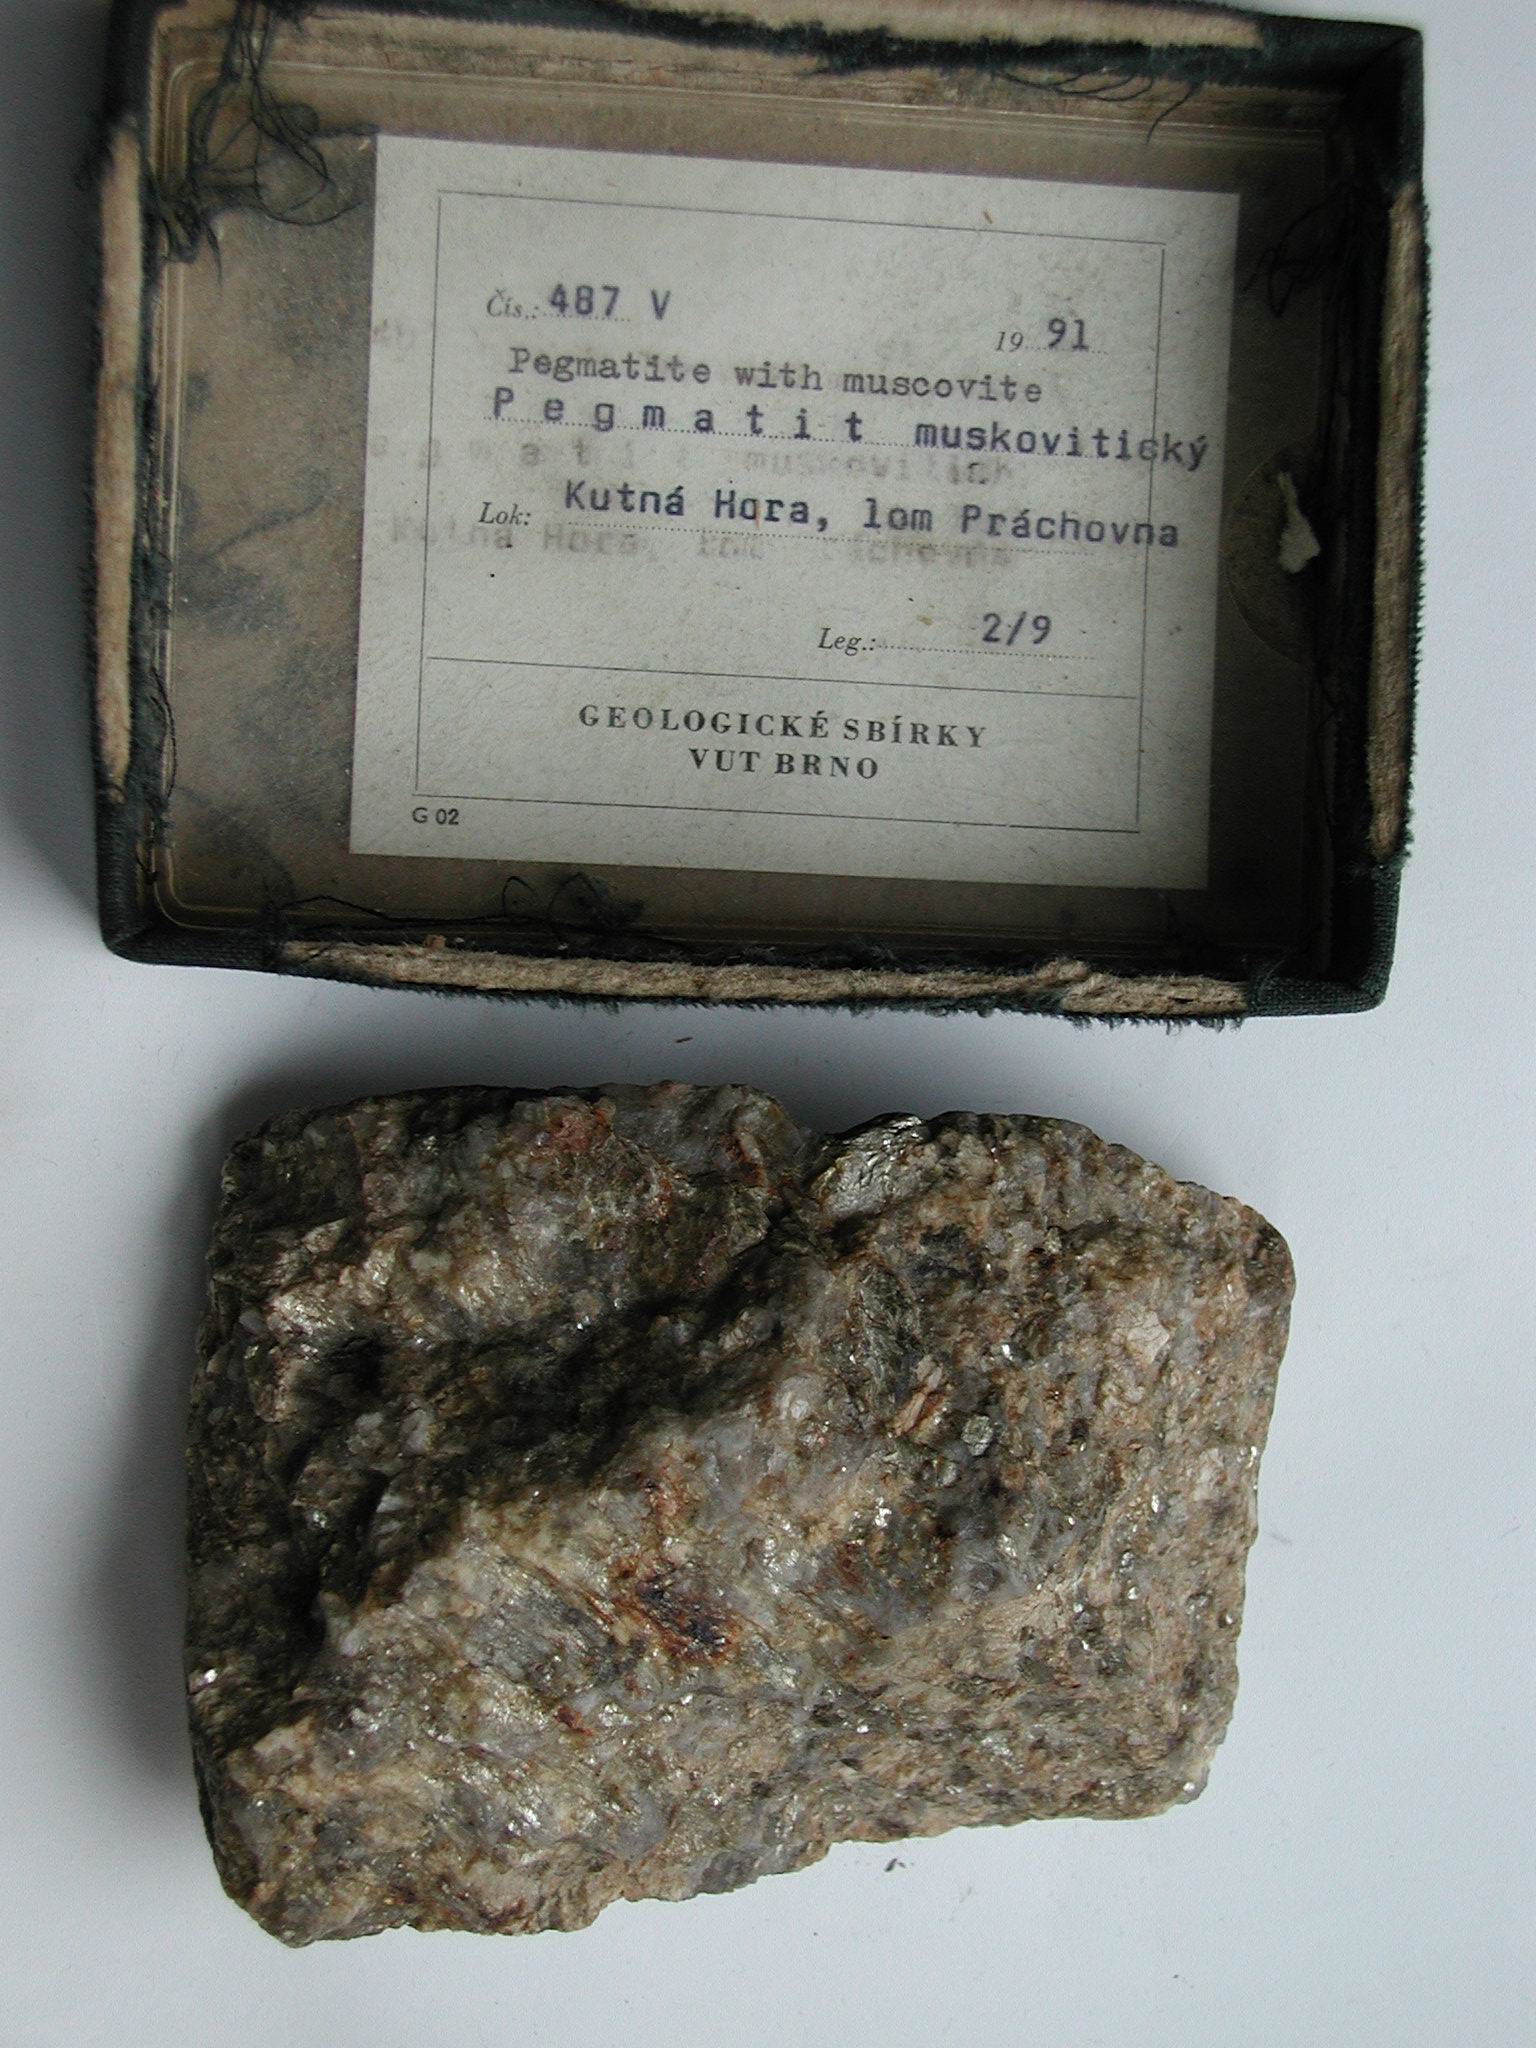 Čís.: 487 V
19 91
Pegmatite with muscovite
Pegmatit muskovitický
Lok: Kutná Hora, lom Práchovna
Leg.: 2/9
GEOLOGICKÉ SBÍRKY
VUT BRNO
G 02